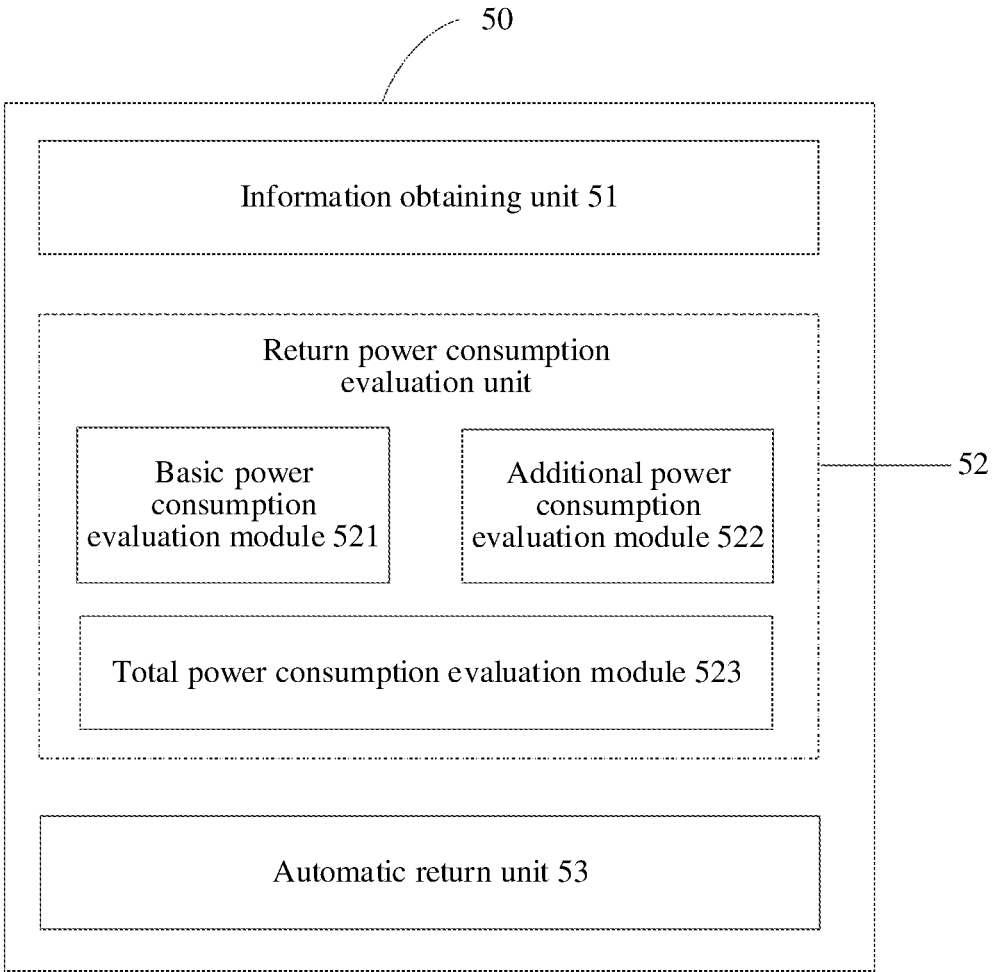 50
Information obtaining unit 51
Return power consumption
evaluation unit
Basic power
consumption
evaluation module 521
Additional power
consumption
evaluation module 522
52
Total power consumption evaluation module 523
Automatic return unit 53